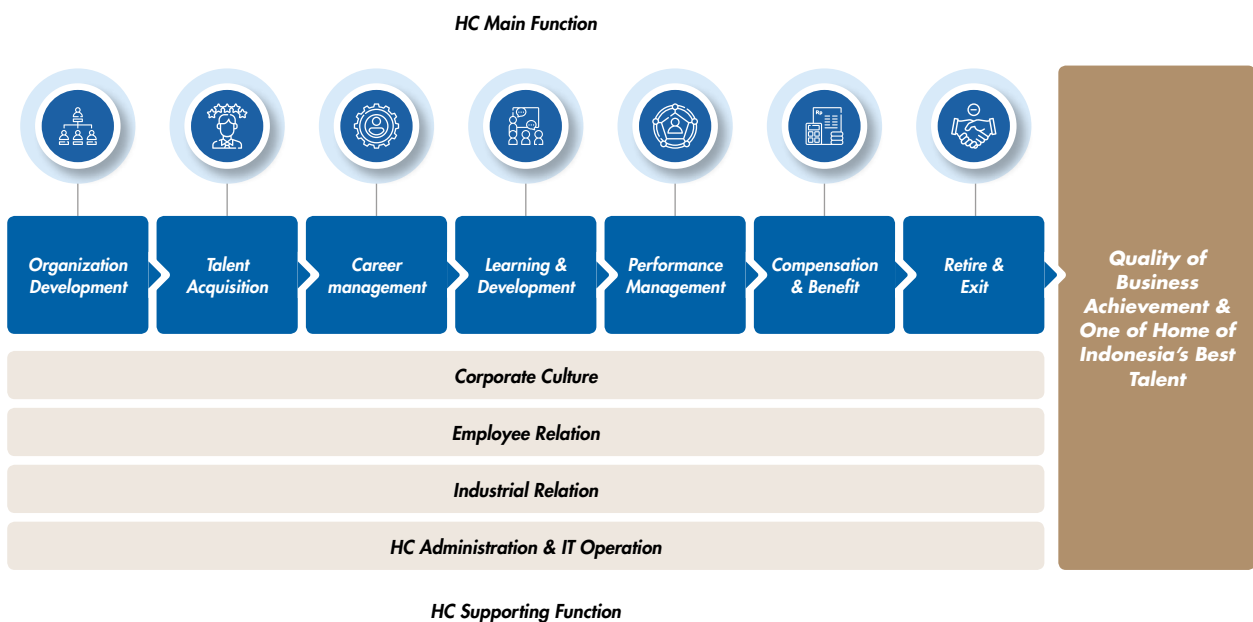 HC Main Function
Rp
Organization
Development
Talent
Acquisition
Career
management
Learning &
Development
Performance
Management
Compensation
& Benefit
Retire &
Exit
Quality of
Business
Achievement &
One of Home of
Indonesia's Best
Talent
Corporate Culture
Employee Relation
Industrial Relation
HC Administration & IT Operation
HC Supporting Function